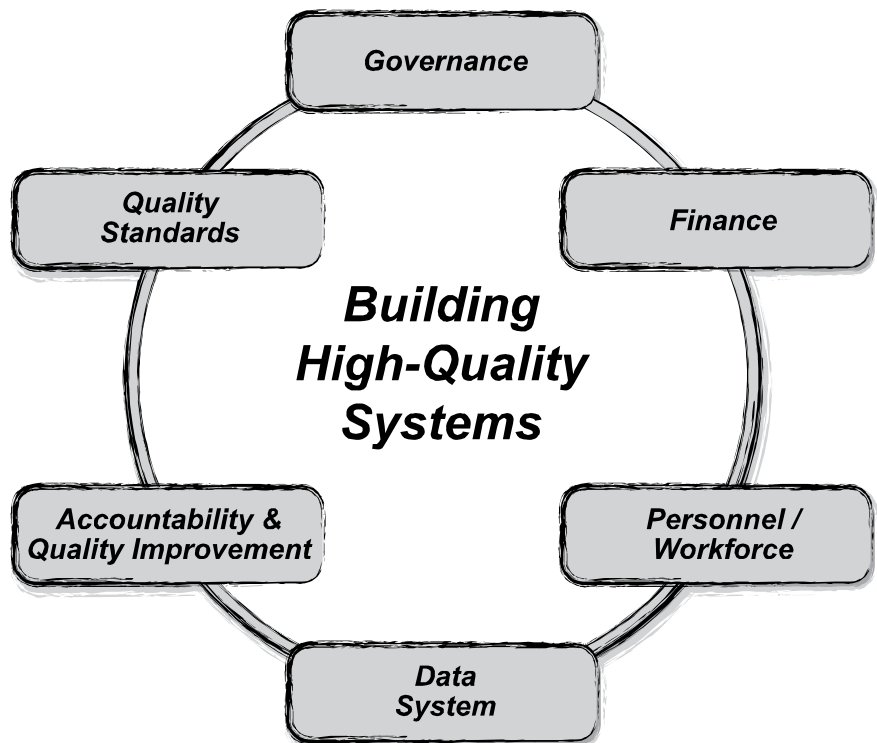 Governance
Quality
Standards
Finance
Building
High-Quality
Systems
Accountability &
Quality Improvement
Personnel /
Workforce
Data
System